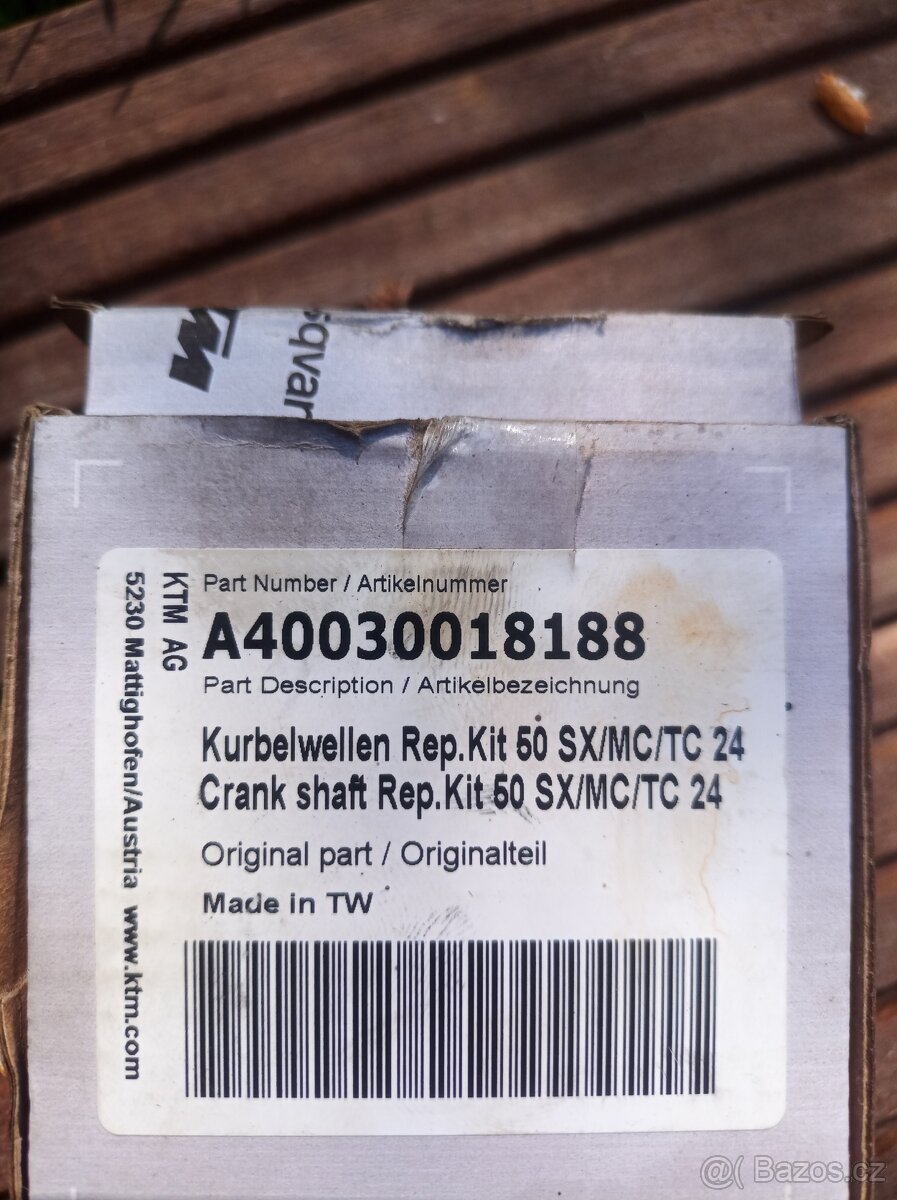 KTM AG
5230 Mattighofen/Austria www.ktm.com
Part Number / Artikelnummer
A40030018188
Part Description / Artikelbezeichnung
Kurbelwellen Rep.Kit 50 SX/MC/TC 24
Crank shaft Rep.Kit 50 SX/MC/TC 24
Original part / Originalteil
Made in TW
@( Bazos.cz